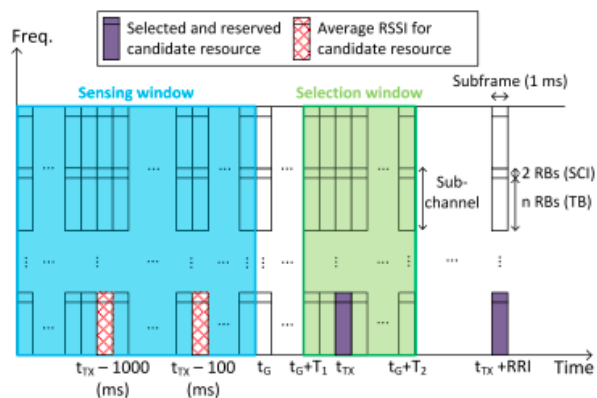 Selected and reserved
candidate resource
Average RSSI for
candidate resource
Freq.
Sensing window
Selection window
Subframe (1 ms)
...
...
...
...
...
Sub-
channel
2 RBs (SCI)
n RBs (TB)
...
...
...
...
...
...
...
...
t_TX − 1000
(ms)
t_TX − 100
(ms)
t_G
t_G+T_1
t_TX
t_G+T_2
t_TX +RRI
Time